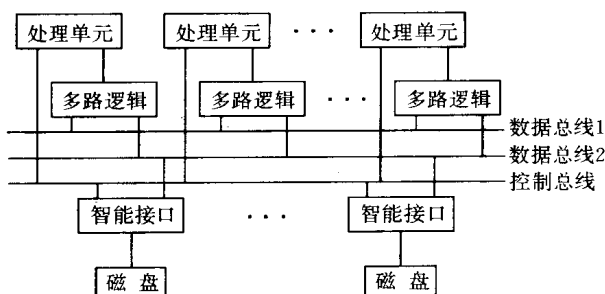 处理单元 处理单元 ··· 处理单元
多路逻辑 多路逻辑 ··· 多路逻辑
数据总线1
数据总线2
控制总线
智能接口 ··· 智能接口
磁 盘 磁 盘